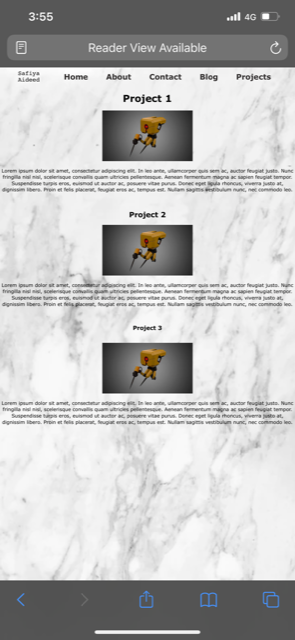 3:55
4G
Reader View Available
Safiya
Aideed
Home About Contact Blog Projects
Project 1
Lorem ipsum dolor sit amet, consectetur adipiscing elit. In leo ante, ullamcorper quis sem ac, auctor feugiat justo. Nunc
fringilla nisl nisl, scelerisque convallis quam ultricies pellentesque. Aenean fermentum magna ac sapien feugiat tempor.
Suspendisse turpis eros, euismod ut auctor ac, posuere vitae purus. Donec eget ligula rhoncus, viverra justo at,
dignissim libero. Proin et felis placerat, feugiat eros ac, tempus est. Nullam sagittis vestibulum nunc, nec commodo leo.
Project 2
Lorem ipsum dolor sit amet, consectetur adipiscing elit. In leo ante, ullamcorper quis sem ac, auctor feugiat justo. Nunc
fringilla nisl nisl, scelerisque convallis quam ultricies pellentesque. Aenean fermentum magna ac sapien feugiat tempor.
Suspendisse turpis eros, euismod ut auctor ac, posuere vitae purus. Donec eget ligula rhoncus, viverra justo at,
dignissim libero. Proin et felis placerat, feugiat eros ac, tempus est. Nullam sagittis vestibulum nunc, nec commodo leo.
Project 3
Lorem ipsum dolor sit amet, consectetur adipiscing elit. In leo ante, ullamcorper quis sem ac, auctor feugiat justo. Nunc
fringilla nisl nisl, scelerisque convallis quam ultricies pellentesque. Aenean fermentum magna ac sapien feugiat tempor.
Suspendisse turpis eros, euismod ut auctor ac, posuere vitae purus. Donec eget ligula rhoncus, viverra justo at,
dignissim libero. Proin et felis placerat, feugiat eros ac, tempus est. Nullam sagittis vestibulum nunc, nec commodo leo.